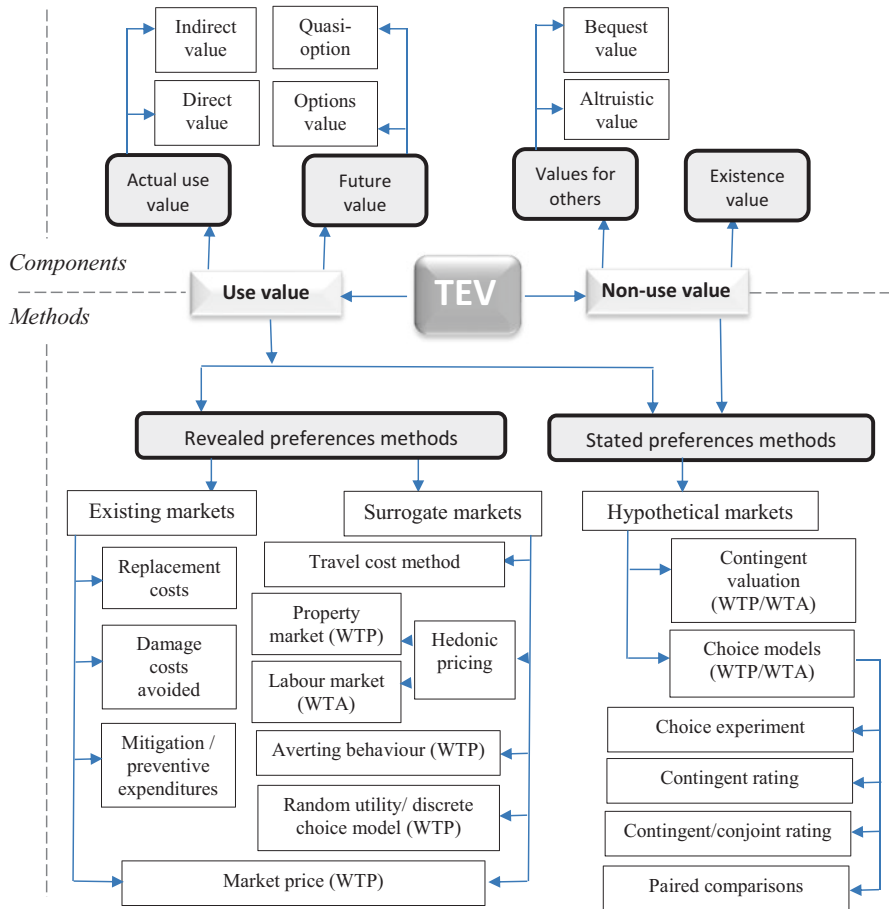 Indirect
value
Quasi-
option
Bequest
value
Direct
value
Options
value
Altruistic
value
Actual use
value
Future
value
Values for
others
Existence
value
Components
Use value
TEV
Non-use value
Methods
Revealed preferences methods
Stated preferences methods
Existing markets
Surrogate markets
Hypothetical markets
Replacement
costs
Damage
costs
avoided
Mitigation /
preventive
expenditures
Travel cost method
Property
market (WTP)
Labour market
(WTA)
Hedonic
pricing
Averting behaviour (WTP)
Random utility/ discrete
choice model (WTP)
Market price (WTP)
Contingent
valuation
(WTP/WTA)
Choice models
(WTP/WTA)
Choice experiment
Contingent rating
Contingent/conjoint rating
Paired comparisons